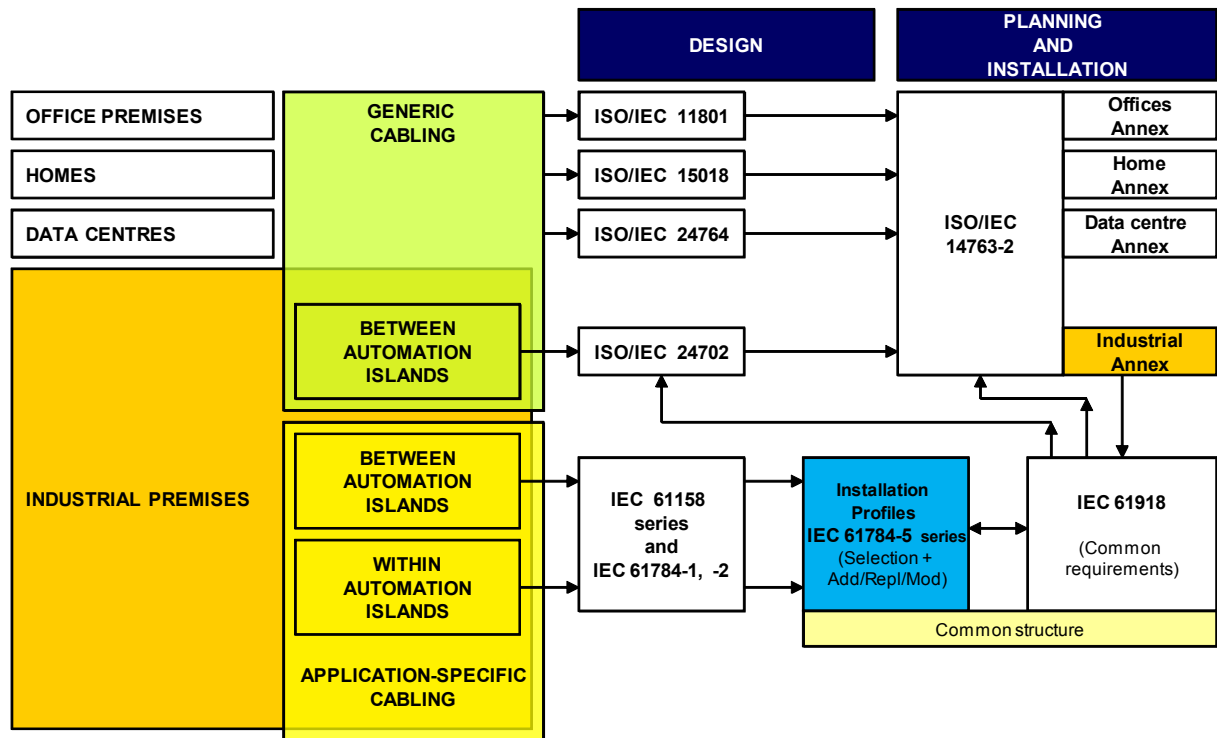 DESIGN
PLANNING
AND
INSTALLATION
OFFICE PREMISES
HOMES
DATA CENTRES
INDUSTRIAL PREMISES
GENERIC
CABLING
BETWEEN
AUTOMATION
ISLANDS
BETWEEN
AUTOMATION
ISLANDS
WITHIN
AUTOMATION
ISLANDS
APPLICATION-SPECIFIC
CABLING
ISO/IEC 11801
ISO/IEC 15018
ISO/IEC 24764
ISO/IEC 24702
IEC 61158
series
and
IEC 61784-1, -2
ISO/IEC
14763-2
Offices
Annex
Home
Annex
Data centre
Annex
Industrial
Annex
Installation
Profiles
IEC 61784-5 series
(Selection +
Add/Repl/Mod)
IEC 61918
(Common
requirements)
Common structure